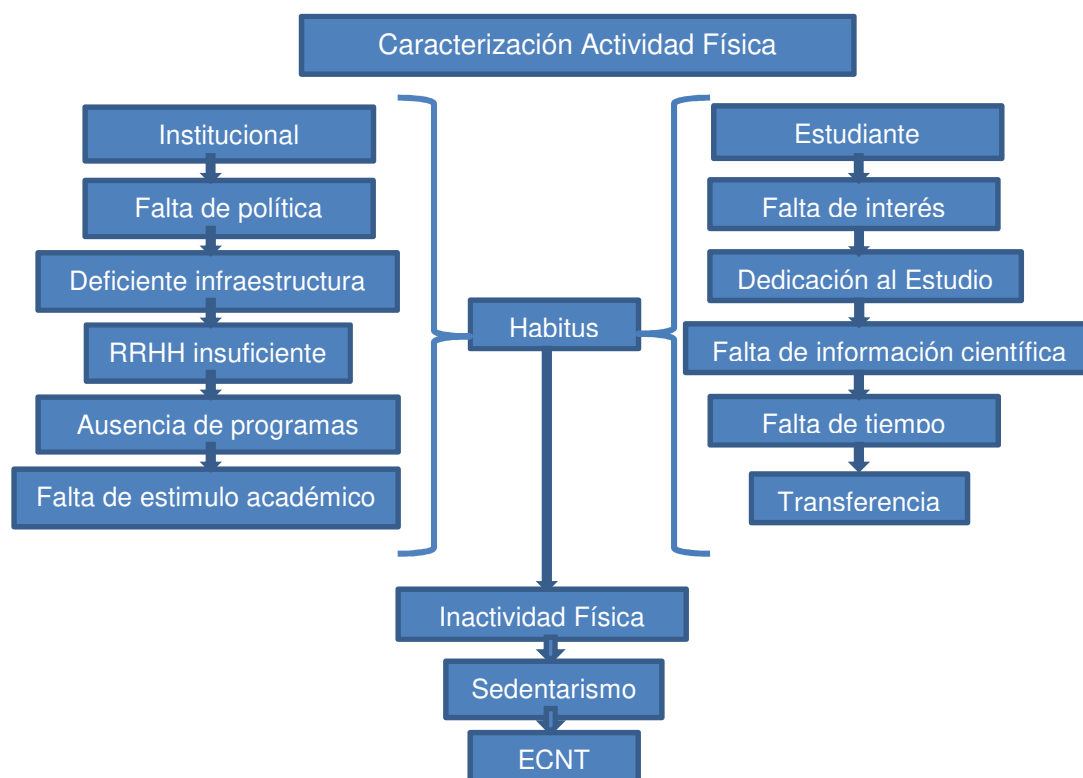 Caracterización Actividad Física
Institucional
Falta de política
Deficiente infraestructura
RRHH insuficiente
Ausencia de programas
Falta de estimulo académico
Habitus
Estudiante
Falta de interés
Dedicación al Estudio
Falta de información científica
Falta de tiempo
Transferencia
Inactividad Física
Sedentarismo
ECNT